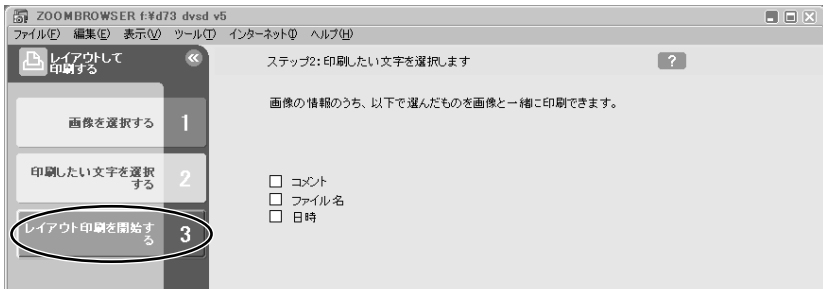 ZOOMBROWSER f:¥d73 dvsd v5
ファイル(F) 編集(E) 表示(V) ツール(T) インターネット(I) ヘルプ(H)
レイアウトして
印刷する
ステップ2: 印刷したい文字を選択します
?
画像の情報のうち、以下で選んだものを画像と一緒に印刷できます。
画像を選択する 1
印刷したい文字を選択
する 2
コメント
ファイル名
日時
レイアウト印刷を開始す
る 3